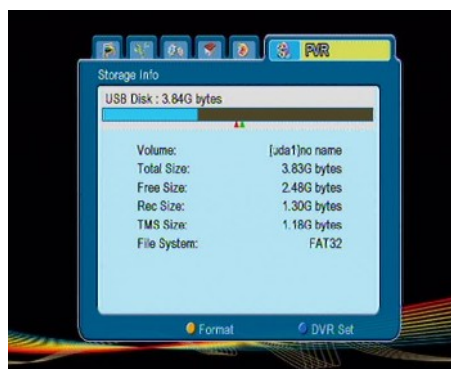 PVR
Storage Info
USB Disk : 3.84G bytes
Volume: [uda1]no name
Total Size: 3.83G bytes
Free Size: 2.48G bytes
Rec Size: 1.30G bytes
TMS Size: 1.18G bytes
File System: FAT32
Format DVR Set